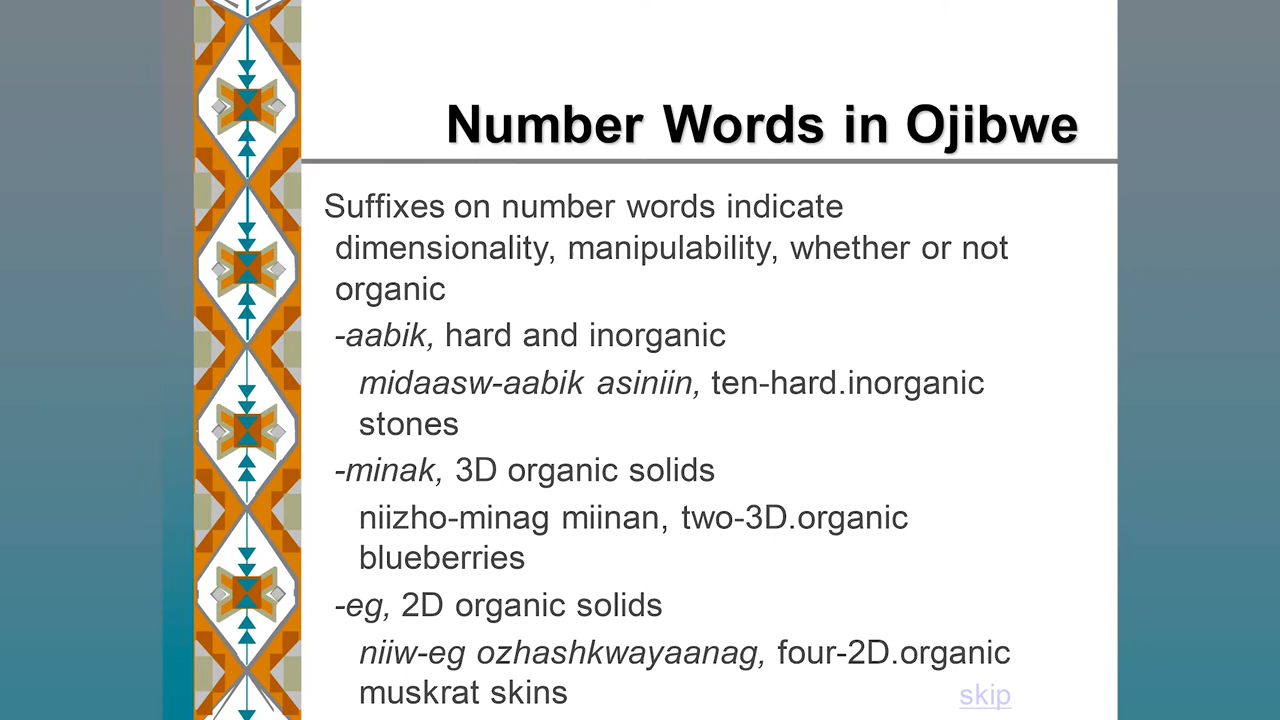 Number Words in Ojibwe
Suffixes on number words indicate
dimensionality, manipulability, whether or not
organic
-aabik, hard and inorganic
midaasw-aabik asiniin, ten-hard.inorganic
stones
-minak, 3D organic solids
niizho-minag miinan, two-3D.organic
blueberries
-eg, 2D organic solids
niiw-eg ozhashkwayaanag, four-2D.organic
muskrat skins
skip